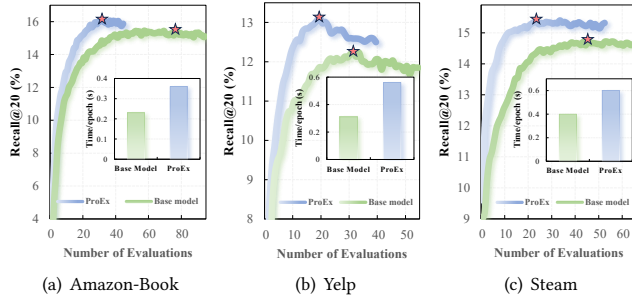 Recall@20 (%)
16
14
12
10
8
6
4
0 20 40 60 80
Time/epoch (s)
0.4
0.3
0.2
0.1
0
Base Model ProEx
ProEx Base model
Number of Evaluations
(a) Amazon-Book
Recall@20 (%)
13
12
11
10
9
8
0 10 20 30 40 50
Time/epoch (s)
0.6
0.4
0.2
0
Base Model ProEx
ProEx Base model
Number of Evaluations
(b) Yelp
Recall@20 (%)
15
14
13
12
11
10
9
0 10 20 30 40 50 60
Time/epoch (s)
0.6
0.4
0.2
0
Base Model ProEx
ProEx Base model
Number of Evaluations
(c) Steam